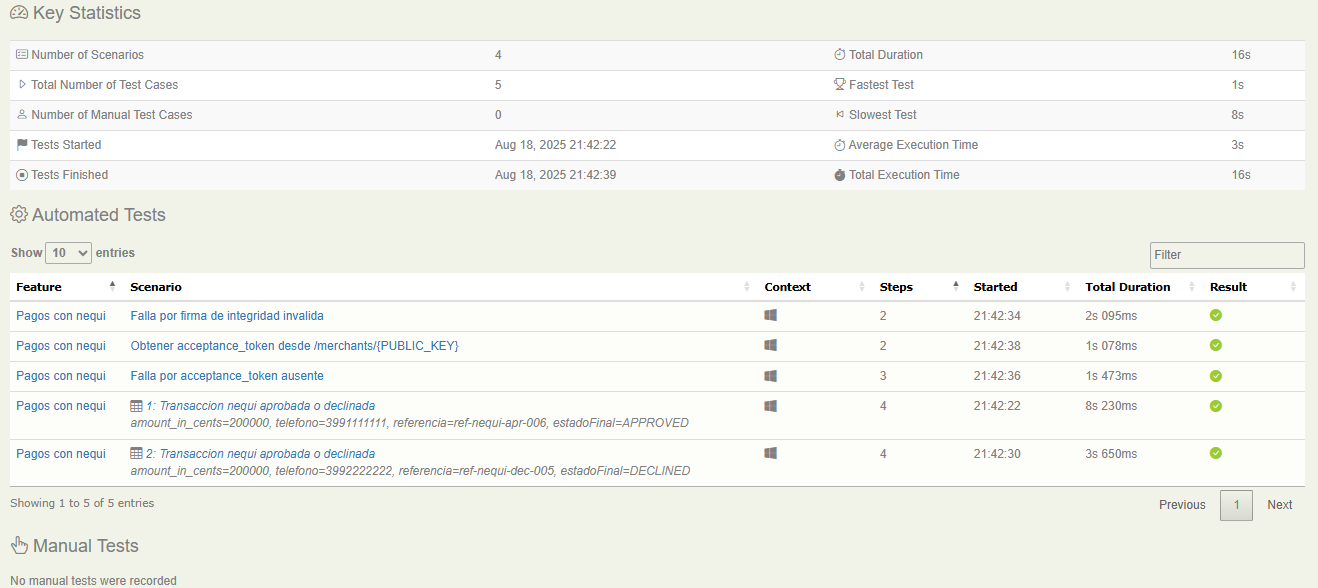 Key Statistics
Number of Scenarios 4 Total Duration 16s
Total Number of Test Cases 5 Fastest Test 1s
Number of Manual Test Cases 0 Slowest Test 8s
Tests Started Aug 18, 2025 21:42:22 Average Execution Time 3s
Tests Finished Aug 18, 2025 21:42:39 Total Execution Time 16s
Automated Tests
Show 10 entries Filter
Feature Scenario Context Steps Started Total Duration Result
Pagos con nequi Falla por firma de integridad invalida 2 21:42:34 2s 095ms
Pagos con nequi Obtener acceptance_token desde /merchants/{PUBLIC_KEY} 2 21:42:38 1s 078ms
Pagos con nequi Falla por acceptance_token ausente 3 21:42:36 1s 473ms
Pagos con nequi 1: Transaccion nequi aprobada o declinada 4 21:42:22 8s 230ms
amount_in_cents=200000, telefono=3991111111, referencia=ref-nequi-apr-006, estadoFinal=APPROVED
Pagos con nequi 2: Transaccion nequi aprobada o declinada 4 21:42:30 3s 650ms
amount_in_cents=200000, telefono=3992222222, referencia=ref-nequi-dec-005, estadoFinal=DECLINED
Showing 1 to 5 of 5 entries Previous 1 Next
Manual Tests
No manual tests were recorded